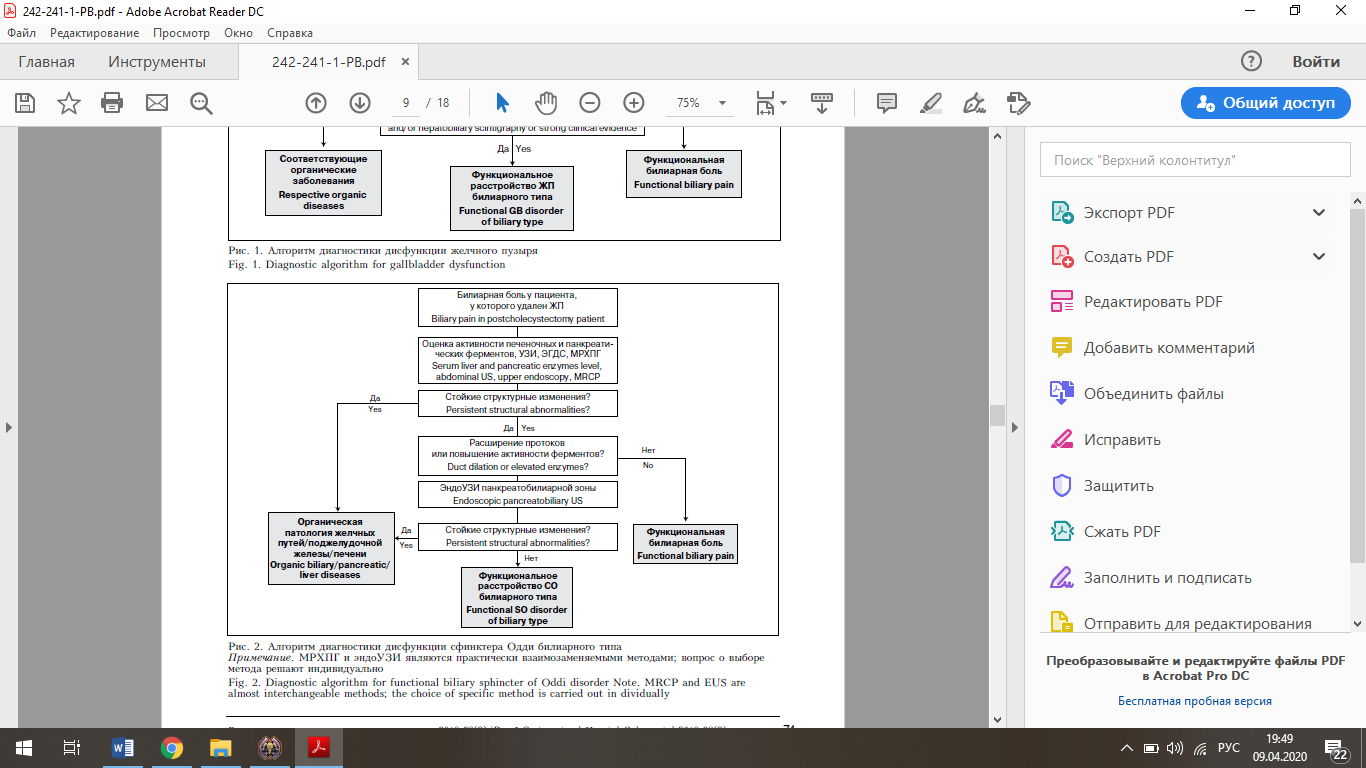 242-241-1-PB.pdf - Adobe Acrobat Reader DC
Файл Редактирование Просмотр Окно Справка
Главная Инструменты 242-241-1-PB.pdf × ? Войти
9 / 18 75% Общий доступ
and/or hepatobiliary scintigraphy or strong clinical evidence
Да Yes
Соответствующие
органические
заболевания
Respective organic
diseases
Функциональное
расстройство ЖП
билиарного типа
Functional GB disorder
of biliary type
Функциональная
билиарная боль
Functional biliary pain
Рис. 1. Алгоритм диагностики дисфункции желчного пузыря
Fig. 1. Diagnostic algorithm for gallbladder dysfunction
Билиарная боль у пациента,
у которого удален ЖП
Biliary pain in postcholecystectomy patient
Оценка активности печеночных и панкреати-
ческих ферментов, УЗИ, ЭГДС, МРХПГ
Serum liver and pancreatic enzymes level,
abdominal US, upper endoscopy, MRCP
Да
Yes
Стойкие структурные изменения?
Persistent structural abnormalities?
Да Yes
Расширение протоков
или повышение активности ферментов?
Duct dilation or elevated enzymes?
Нет
No
ЭндоУЗИ панкреатобилиарной зоны
Endoscopic pancreatobiliary US
Органическая
патология желчных
путей/поджелудочной
железы/печени
Organic biliary/pancreatic/
liver diseases
Да
Yes
Стойкие структурные изменения?
Persistent structural abnormalities?
Функциональная
билиарная боль
Functional biliary pain
Нет
Функциональное
расстройство СО
билиарного типа
Functional SO disorder
of biliary type
Рис. 2. Алгоритм диагностики дисфункции сфинктера Одди билиарного типа
Примечание. МРХПГ и эндоУЗИ являются практически взаимозаменяемыми методами; вопрос о выборе
метода решают индивидуально
Fig. 2. Diagnostic algorithm for functional biliary sphincter of Oddi disorder Note. MRCP and EUS are
almost interchangeable methods; the choice of specific method is carried out in dividually
Поиск "Верхний колонтитул"
Экспорт PDF
Создать PDF
Редактировать PDF
Добавить комментарий
Объединить файлы
Исправить
Защитить
Сжать PDF
Заполнить и подписать
Отправить для редактирования
Преобразовывайте и редактируйте файлы PDF
в Acrobat Pro DC
Бесплатная пробная версия
РУС
19:49
09.04.2020
22